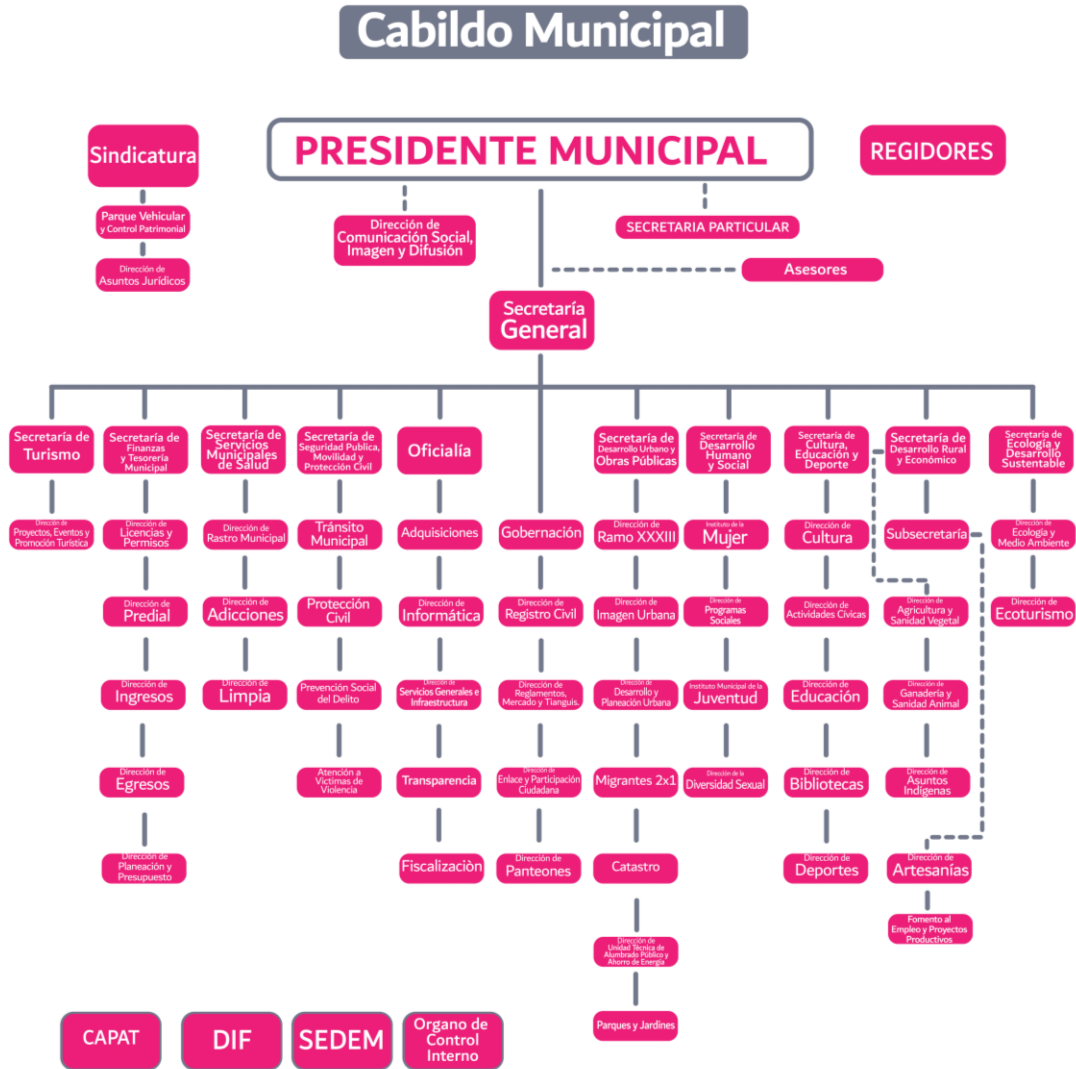 Cabildo Municipal
Sindicatura
PRESIDENTE MUNICIPAL
REGIDORES
Parque Vehicular
y Control Patrimonial
Dirección de
Asuntos Jurídicos
Dirección de
Comunicación Social,
Imagen y Difusión
SECRETARIA PARTICULAR
Asesores
Secretaría
General
Secretaría de
Turismo
Secretaría de
Finanzas
y Tesorería
Municipal
Secretaría de
Servicios
Municipales
de Salud
Secretaría de
Seguridad Publica,
Movilidad y
Protección Civil
Oficialía
Secretaría de
Desarrollo Urbano y
Obras Públicas
Secretaría de
Desarrollo
Humano
y Social
Secretaría de
Cultura,
Educación y
Deporte
Secretaría de
Desarrollo Rural
y Económico
Secretaría de
Ecología y
Desarrollo
Sustentable
Dirección de
Proyectos, Eventos y
Promoción Turística
Dirección de
Licencias y
Permisos
Dirección de
Rastro Municipal
Tránsito
Municipal
Adquisiciones
Gobernación
Dirección de
Ramo XXXIII
Instituto de la
Mujer
Dirección de
Cultura
Subsecretaría
Dirección de
Ecología y
Medio Ambiente
Dirección de
Predial
Dirección de
Adicciones
Protección
Civil
Dirección de
Informática
Dirección de
Registro Civil
Dirección de
Imagen Urbana
Dirección de
Programas
Sociales
Dirección de
Actividades Cívicas
Dirección de
Agricultura y
Sanidad Vegetal
Dirección de
Ecoturismo
Dirección de
Ingresos
Dirección de
Limpia
Prevención Social
del Delito
Dirección de
Servicios Generales e
Infraestructura
Dirección de
Reglamentos,
Mercado y Tianguis.
Dirección de
Desarrollo y
Planeación Urbana
Instituto Municipal de la
Juventud
Dirección de
Educación
Dirección de
Ganadería y
Sanidad Animal
Dirección de
Egresos
Atención a
Víctimas de
Violencia
Transparencia
Dirección de
Enlace y Participación
Ciudadana
Migrantes 2x1
Dirección de la
Diversidad Sexual
Dirección de
Bibliotecas
Dirección de
Asuntos
Indígenas
Dirección de
Planeación y
Presupuesto
Fiscalizaciòn
Dirección de
Panteones
Catastro
Dirección de
Deportes
Dirección de
Artesanías
Fomento al
Empleo y Proyectos
Productivos
Dirección de
Unidad Técnica de
Alumbrado Público y
Ahorro de Energía
Parques y Jardines
CAPAT
DIF
SEDEM
Organo de
Control
Interno